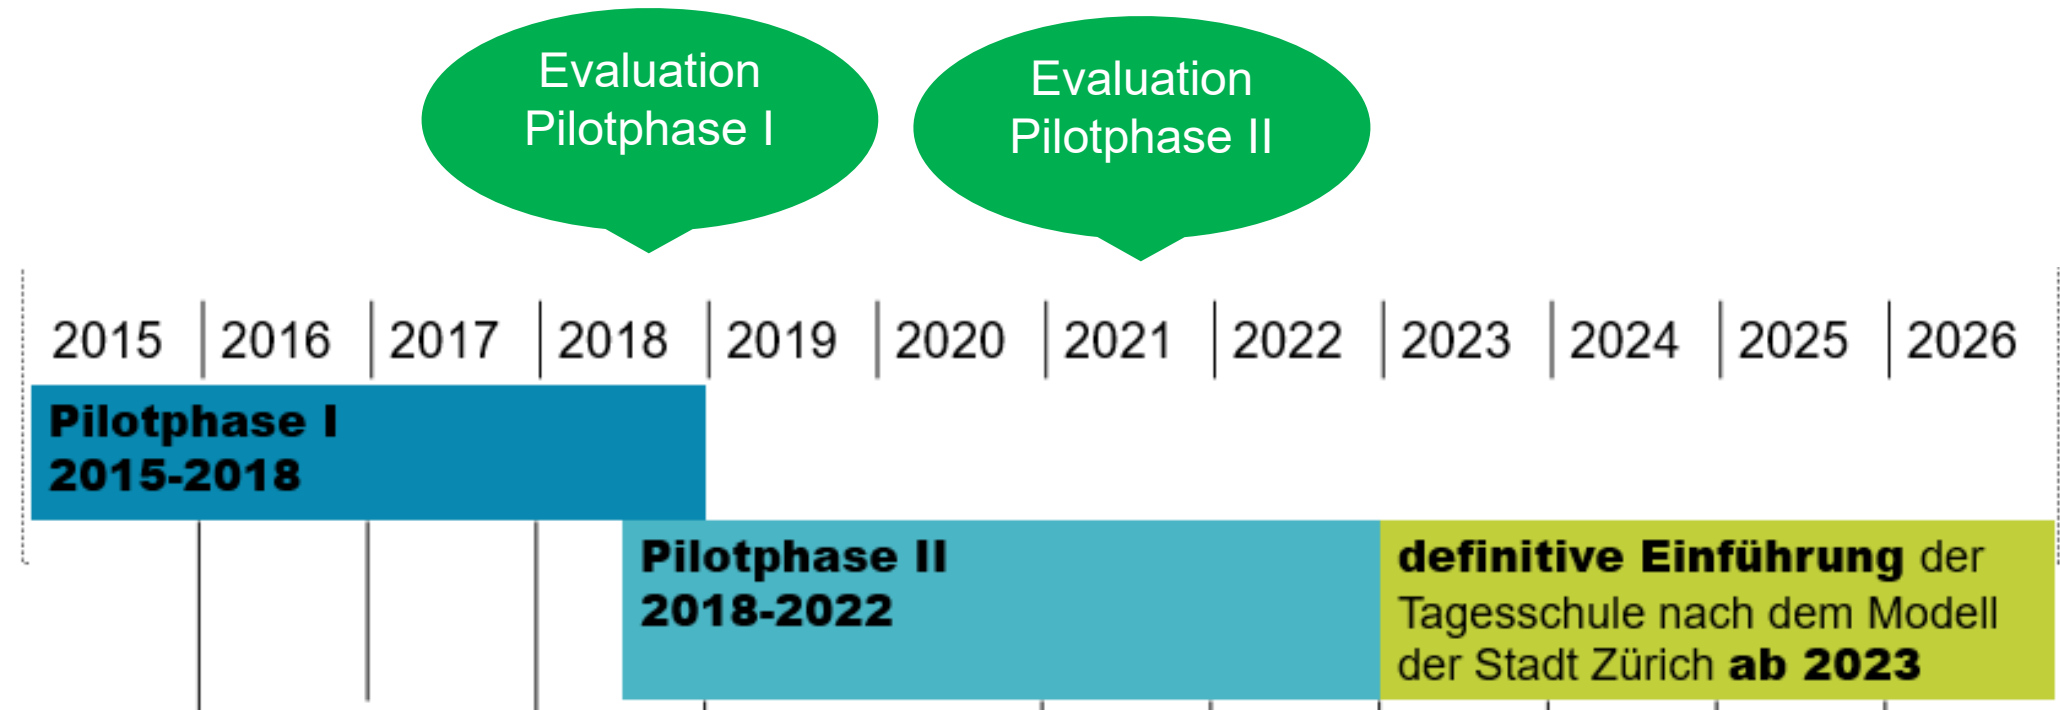 Evaluation
Pilotphase I
Evaluation
Pilotphase II
2015 2016 2017 2018 2019 2020 2021 2022 2023 2024 2025 2026
Pilotphase I
2015-2018
Pilotphase II
2018-2022
definitive Einführung der
Tagesschule nach dem Modell
der Stadt Zürich ab 2023